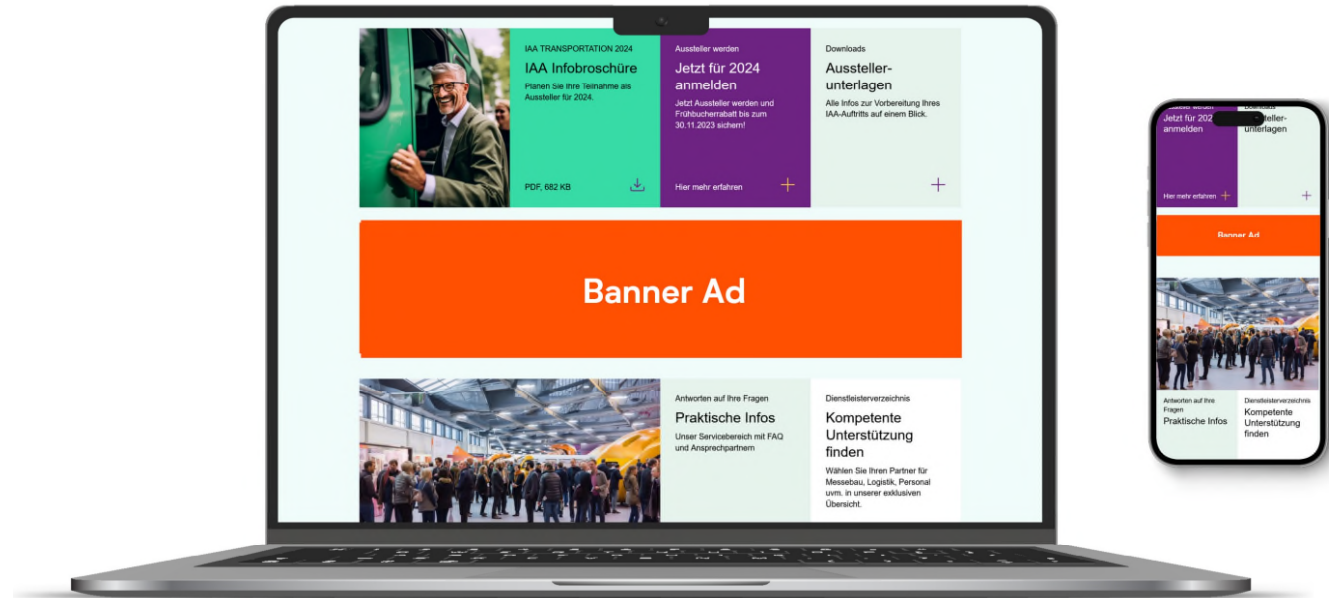 IAA TRANSPORTATION 2024
IAA Infobroschüre
Planen Sie Ihre Teilnahme als
Aussteller für 2024.
PDF, 682 KB
Aussteller werden
Jetzt für 2024
anmelden
Jetzt Aussteller werden und
Frühbucherrabatt bis zum
30.11.2023 sichern!
Hier mehr erfahren
Downloads
Aussteller-
unterlagen
Alle Infos zur Vorbereitung Ihres
IAA-Auftritts auf einem Blick.
Banner Ad
Antworten auf Ihre Fragen
Praktische Infos
Unser Servicebereich mit FAQ
und Ansprechpartnern
Dienstleisterverzeichnis
Kompetente
Unterstützung
finden
Wählen Sie Ihren Partner für
Messebau, Logistik, Personal
uvm. in unserer exklusiven
Übersicht.
Aussteller werden
Jetzt für 202
anmelden
Hier mehr erfahren
Downloads
teller-
unterlagen
Banner Ad
Antworten auf Ihre
Fragen
Praktische Infos
Dienstleisterverzeichnis
Kompetente
Unterstützung
finden